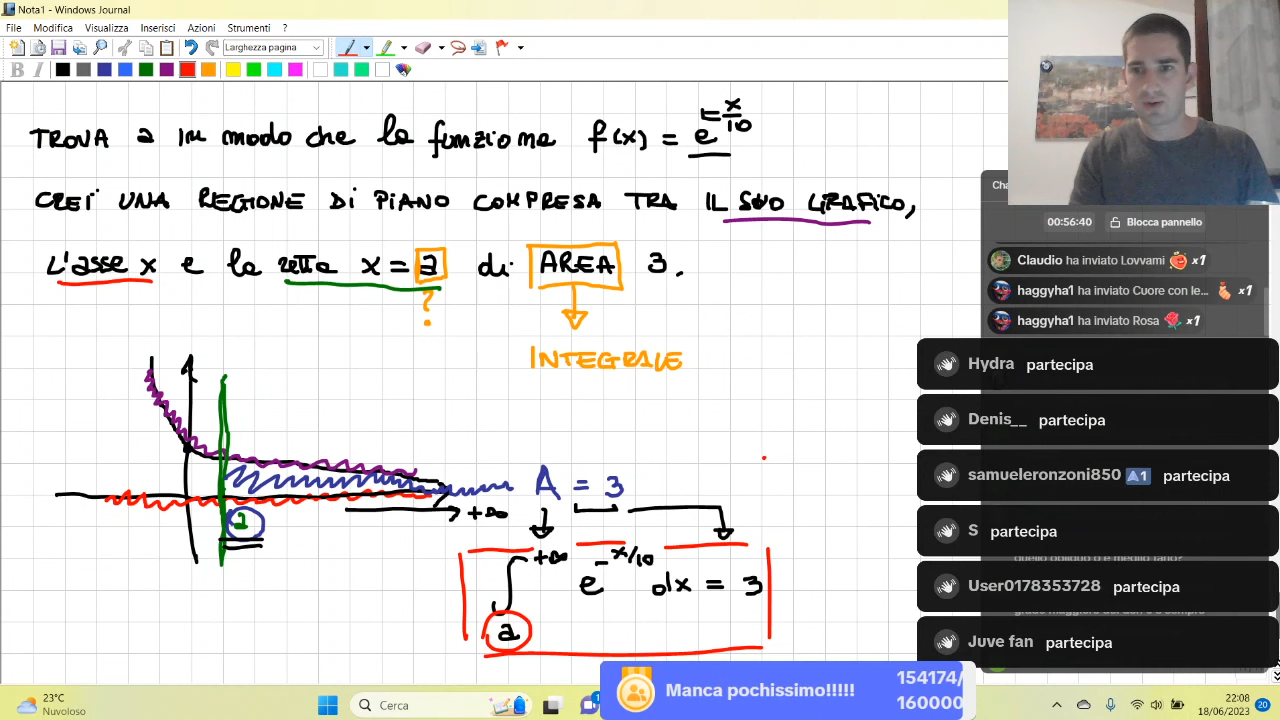 Nota1 - Windows Journal
File Modifica Visualizza Inserisci Azioni Strumenti ?
Larghezza pagina
B I
TROVA a in modo che la funzione f(x) = e^-x/10
CREI UNA REGIONE DI PIANO COMPRESA TRA IL SUO GRAFICO,
L'asse x e la retta x = a di AREA 3.
?
INTEGRALE
A = 3
+∞
a
+∞
∫ e^-x/10 dx = 3
a
00:56:40 Blocca pannello
Claudio ha inviato Lovvami x1
haggyha1 ha inviato Cuore con le... x1
haggyha1 ha inviato Rosa x1
Hydra partecipa
Denis__ partecipa
samueleronzoni850 A1 partecipa
S partecipa
User0178353728 partecipa
Juve fan partecipa
Manca pochissimo!!!!! 154174/
160000
23°C
Nuvoloso
Cerca
22:08
18/06/2023
20